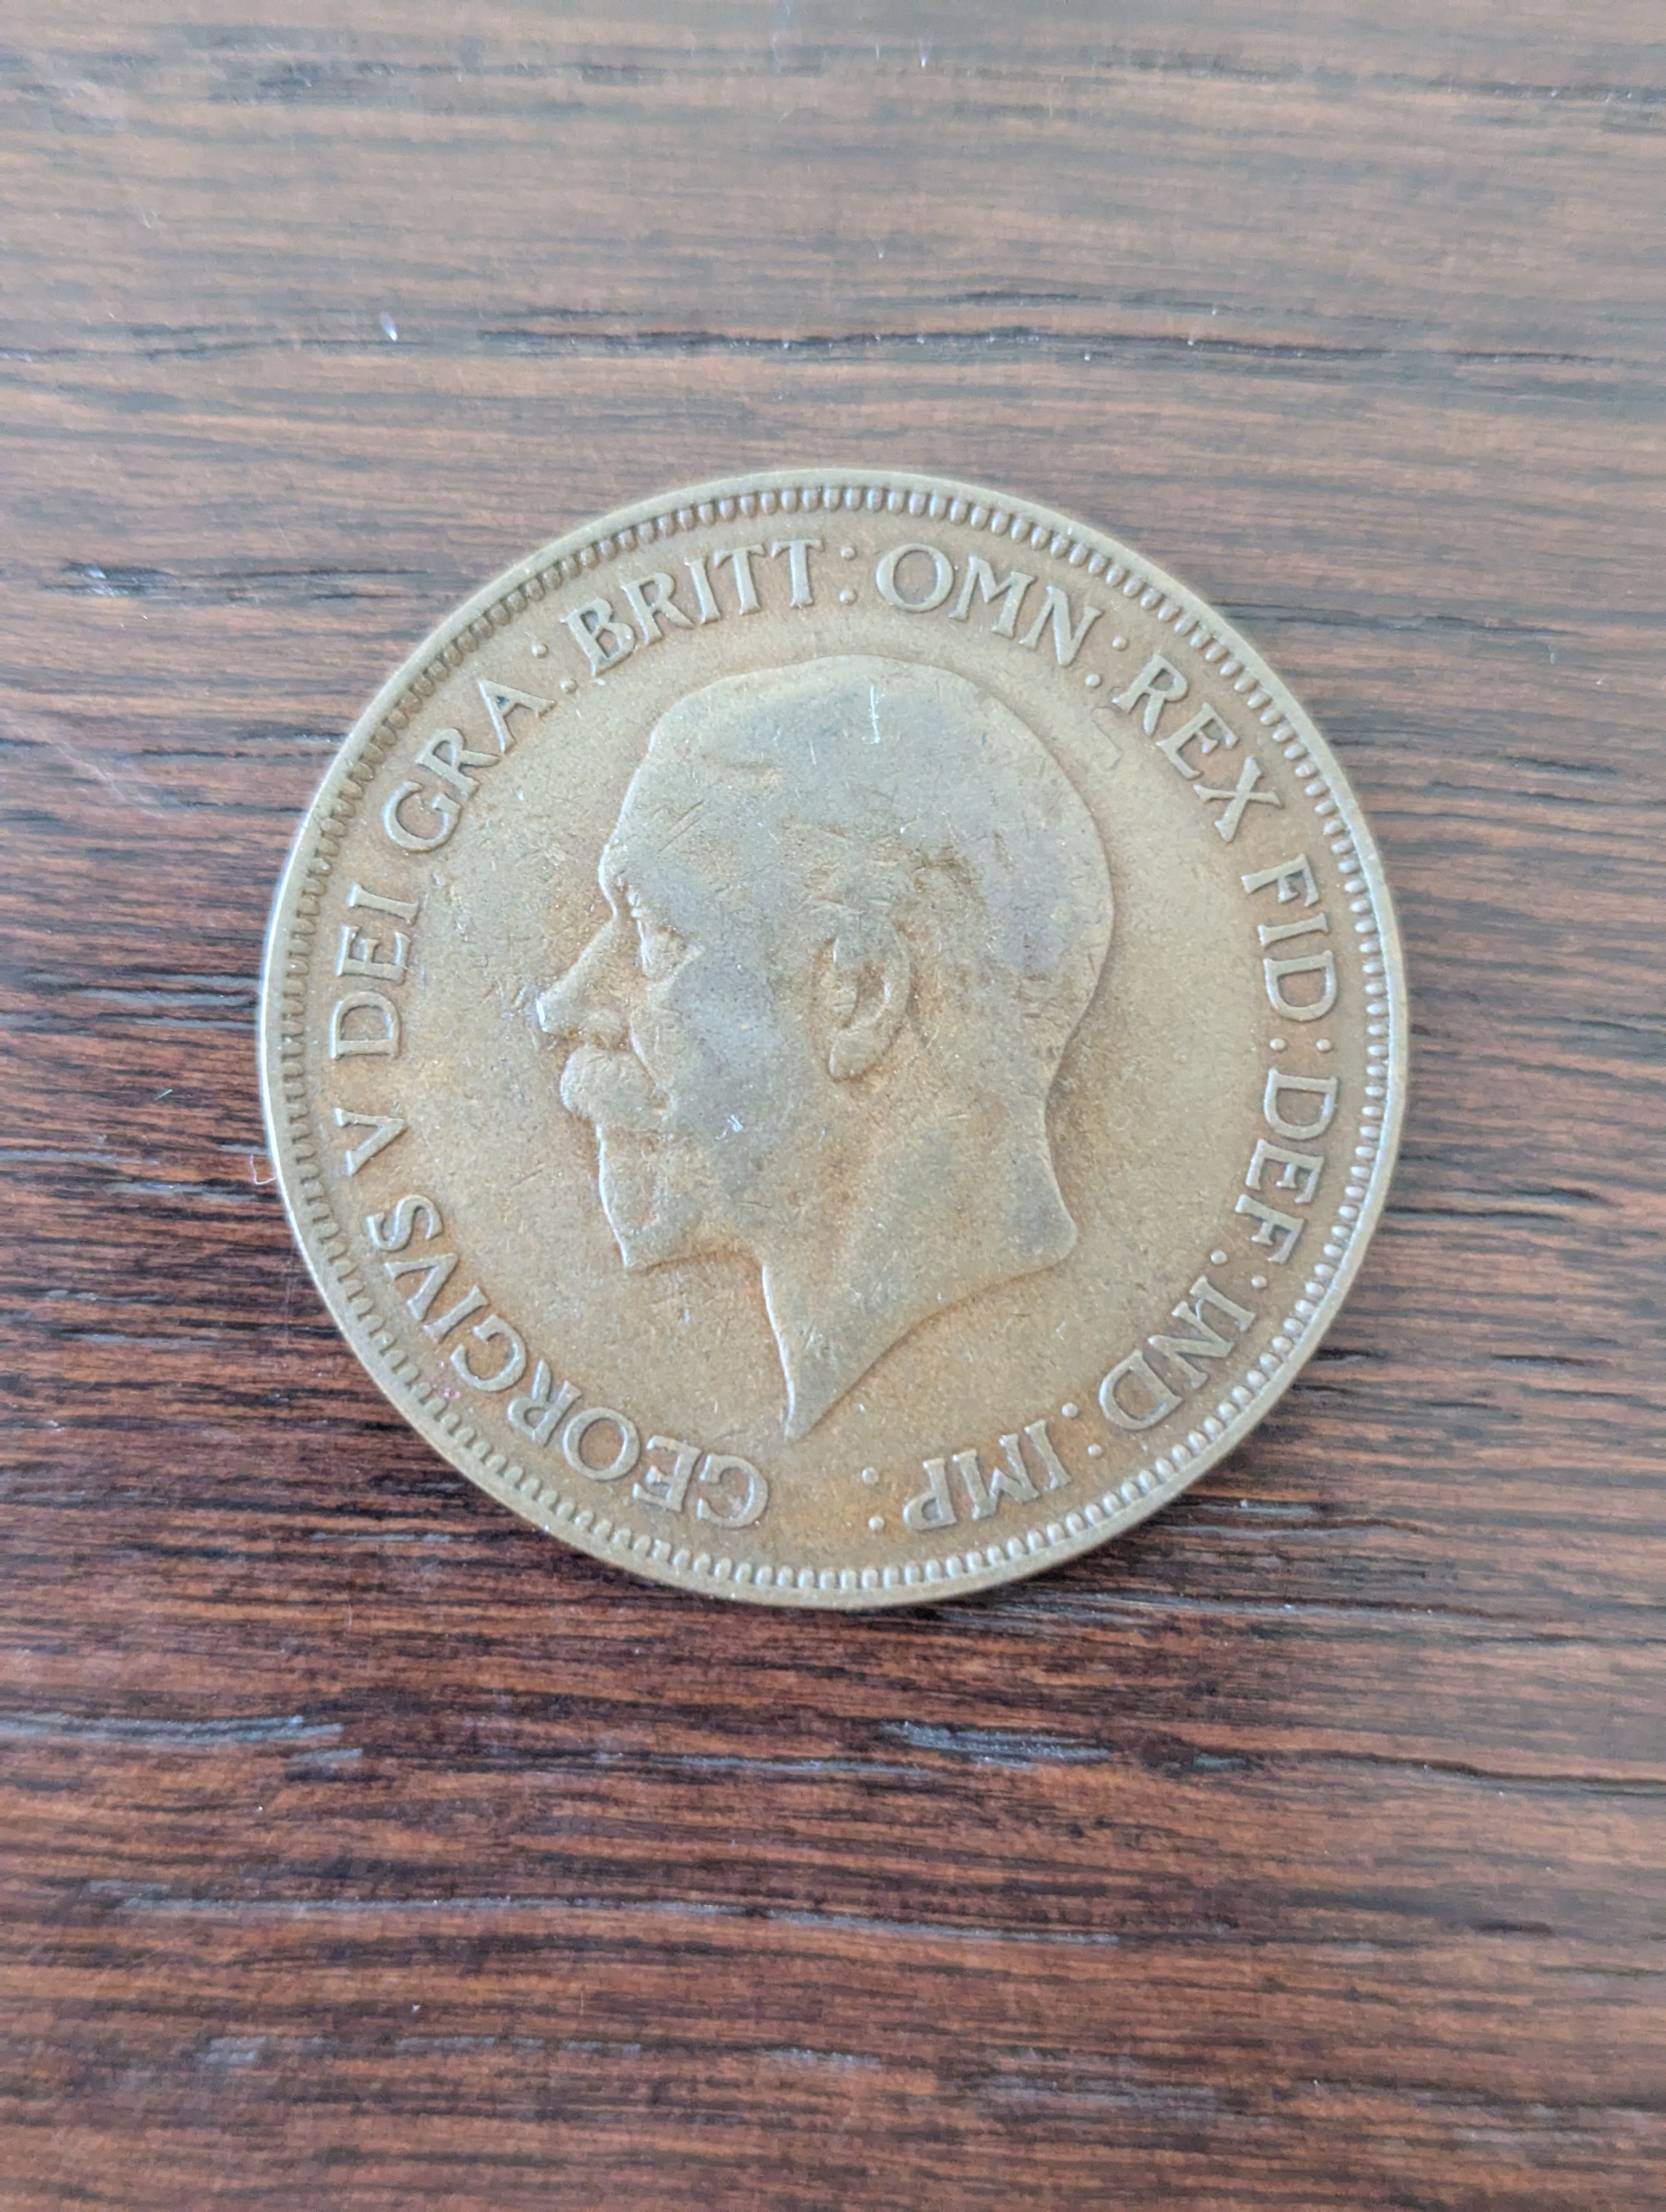 GEORGIVS V DEI GRA: BRITT: OMN: REX FID: DEF: IND: IMP: